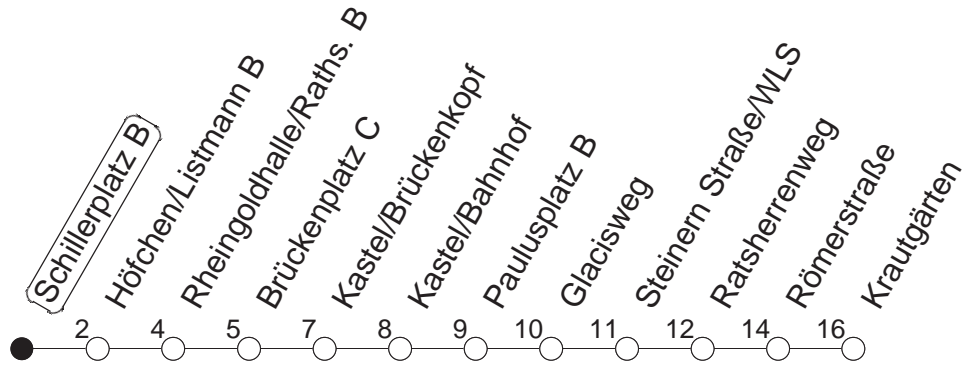 Schillerplatz B
Höfchen/Listmann B
Rheingoldhalle/Raths. B
Brückenplatz C
Kastel/Brückenkopf
Kastel/Bahnhof
Paulusplatz B
Glacisweg
Steinern Straße/WLS
Ratsherrenweg
Römerstraße
Krautgärten
2 4 5 7 8 9 10 11 12 14 16